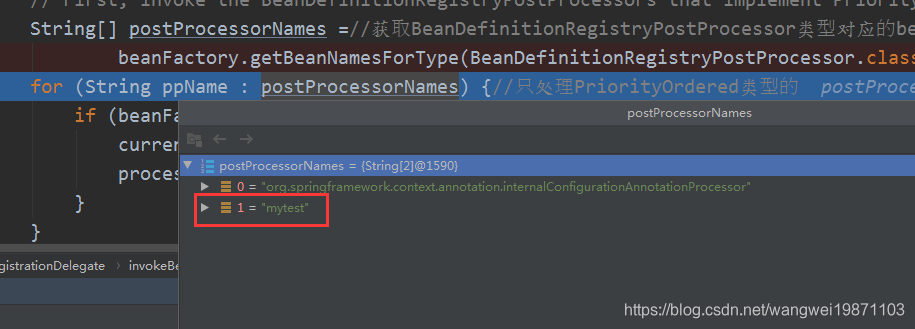 // First, invoke the BeanDefinitionRegistryPostProcessors that implement Priority
String[] postProcessorNames =//获取BeanDefinitionRegistryPostProcessor类型对应的be
beanFactory.getBeanNamesForType(BeanDefinitionRegistryPostProcessor.class
for (String ppName : postProcessorNames) {//只处理PriorityOrdered类型的 postProce
if (beanFa
postProcessorNames
curren
postProcessorNames = {String[2]@1590}
proces
0 = "org.springframework.context.annotation.internalConfigurationAnnotationProcessor"
}
1 = "mytest"
}
gistrationDelegate
invokeBe
https://blog.csdn.net/wangwei19871103